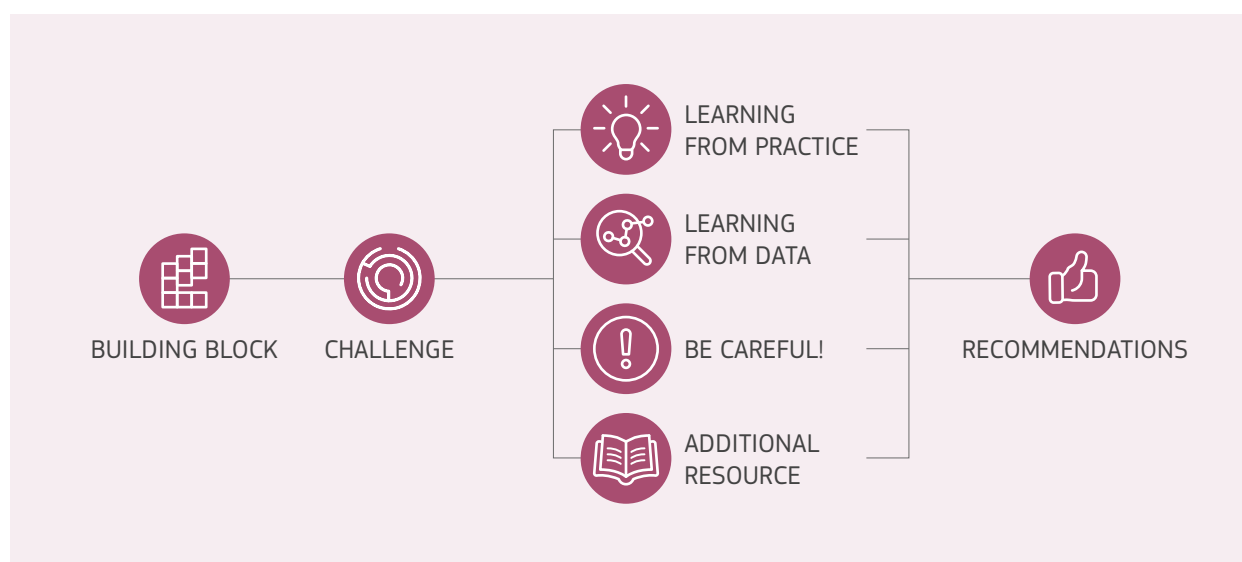 BUILDING BLOCK
CHALLENGE
LEARNING
FROM PRACTICE
LEARNING
FROM DATA
BE CAREFUL!
ADDITIONAL
RESOURCE
RECOMMENDATIONS